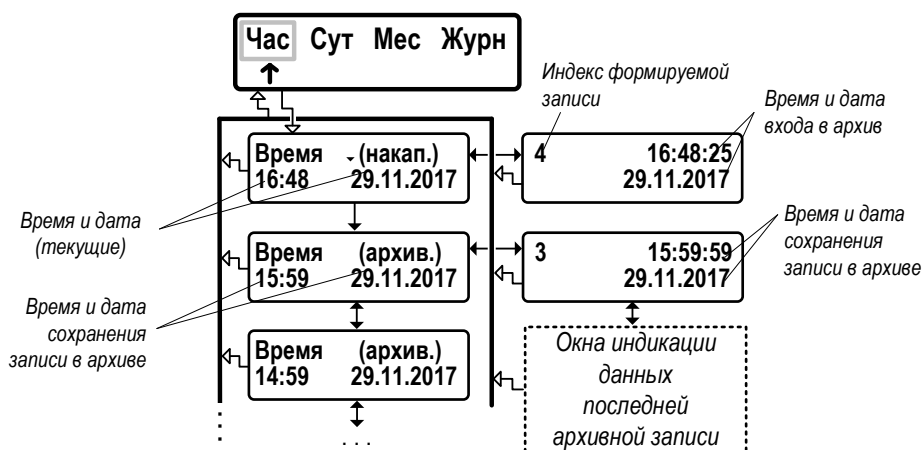 Час Сут Мес Журн
Индекс формируемой
записи
Время и дата
входа в архив
Время (накап.)
16:48 29.11.2017
4 16:48:25
29.11.2017
Время и дата
(текущие)
Время (архив.)
15:59 29.11.2017
3 15:59:59
29.11.2017
Время и дата
сохранения
записи в архиве
Время и дата
сохранения
записи в архиве
Время (архив.)
14:59 29.11.2017
Окна индикации
данных
последней
архивной записи
. . .